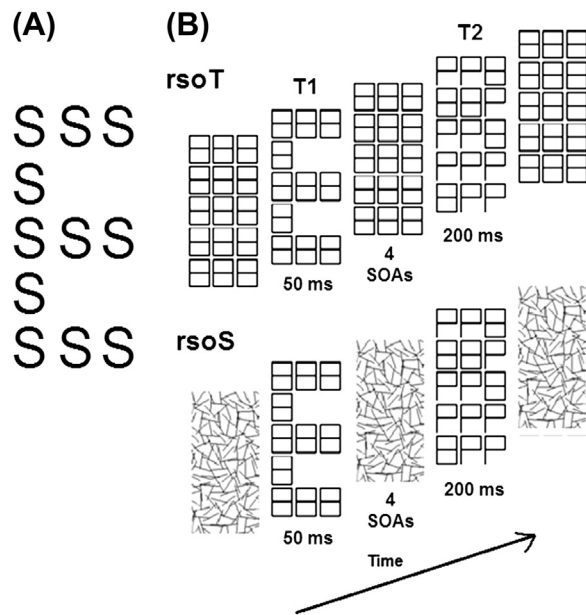 (A)
S S S
S
S S S
S
S S S
(B)
rsoT
T1
T2
50 ms
4
SOAs
200 ms
rsoS
50 ms
4
SOAs
200 ms
Time